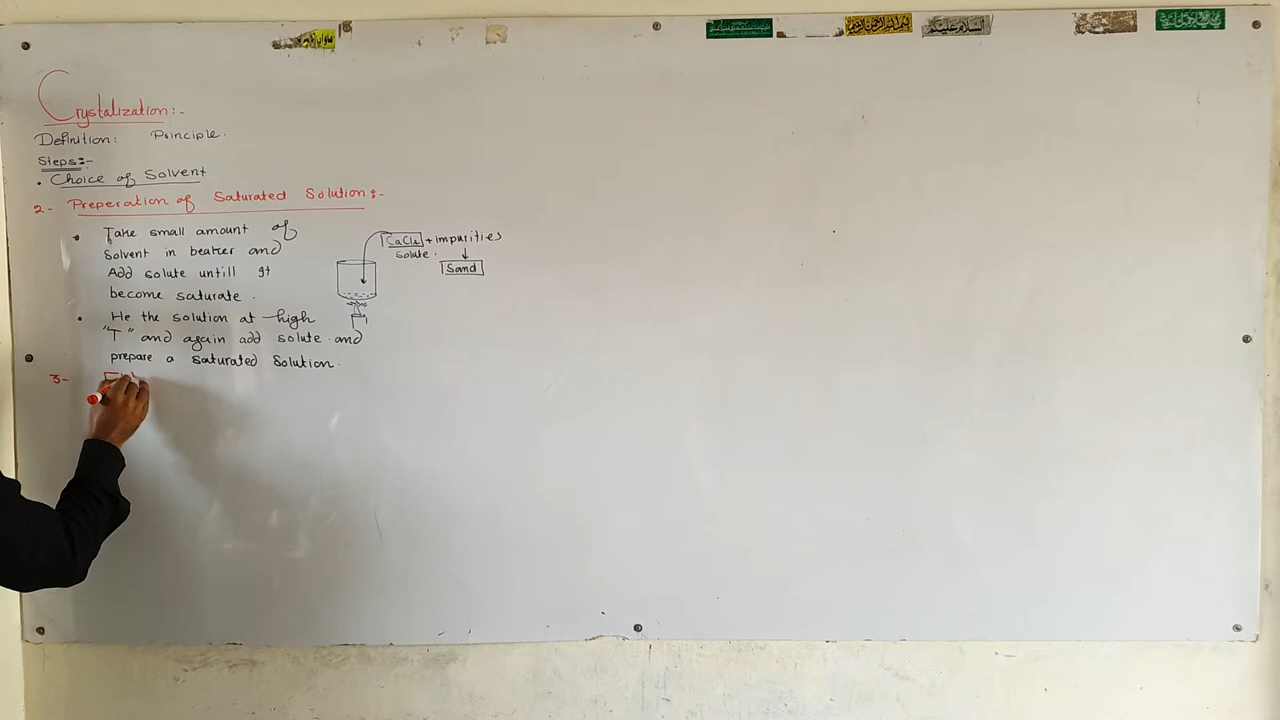 السلام علیکم
Crystalization:-
Definition: Principle.
Steps:-
• Choice of Solvent
2- Preperation of Saturated Solution:-
• Take small amount of
Solvent in beaker and
Add solute untill It
become saturate.
CaCl2 + impurities
solute.
Sand
• He the solution at high
"T" and again add solute and
prepare a saturated Solution.
3-